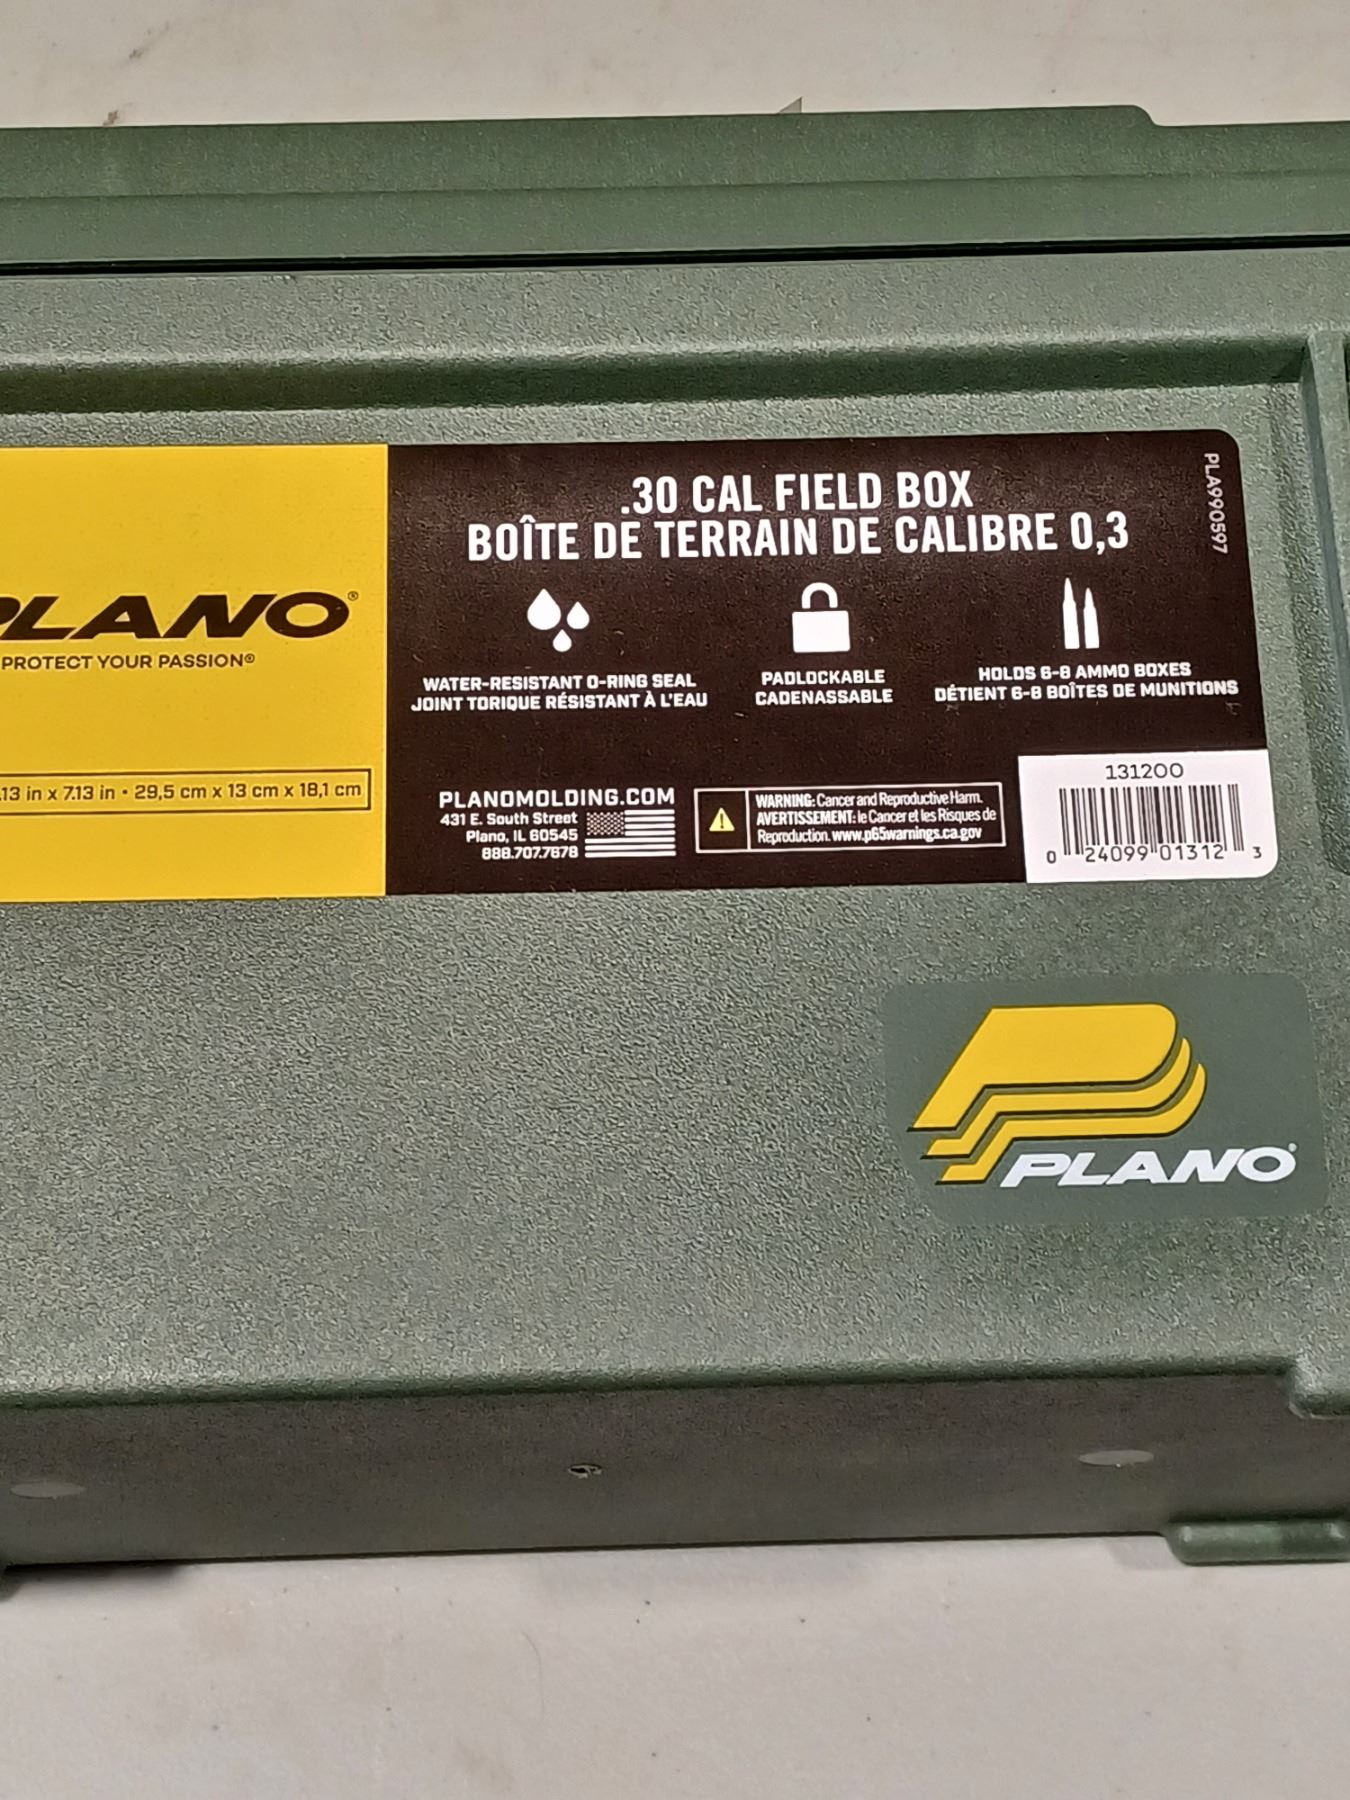 .30 CAL FIELD BOX
BOÎTE DE TERRAIN DE CALIBRE 0,3
PLA990597
PLANO®
PROTECT YOUR PASSION®
WATER-RESISTANT O-RING SEAL
JOINT TORIQUE RÉSISTANT À L'EAU
PADLOCKABLE
CADENASSABLE
HOLDS 6-8 AMMO BOXES
DÉTIENT 6-8 BOÎTES DE MUNITIONS
.13 in x 7.13 in • 29,5 cm x 13 cm x 18,1 cm
PLANOMOLDING.COM
431 E. South Street
Plano, IL 60545
888.707.7678
WARNING: Cancer and Reproductive Harm.
AVERTISSEMENT: le Cancer et les Risques de
Reproduction. www.p65warnings.ca.gov
131200
0 24099 01312 3
PLANO®